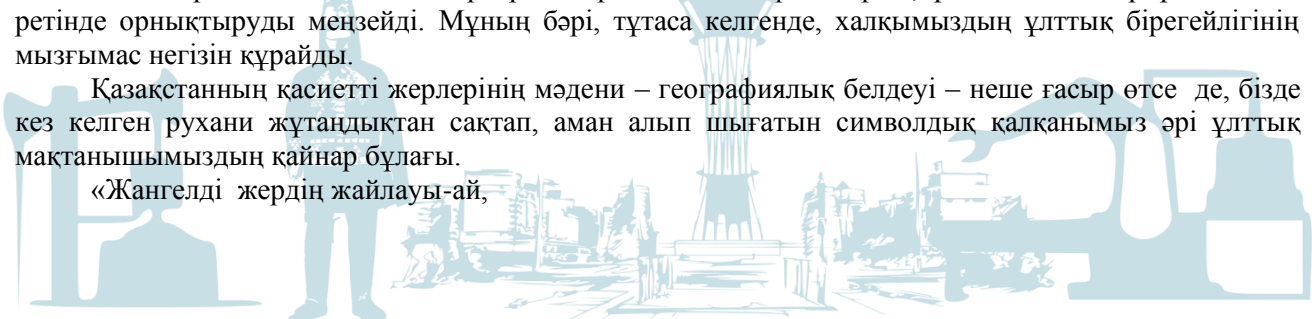 ретінде орнықтыруды меңзейді. Мұның бәрі, тұтаса келгенде, халқымыздың ұлттық бірегейлігінің
мызғымас негізін құрайды.
Қазақстанның қасиетті жерлерінің мәдени – географиялық белдеуі – неше ғасыр өтсе де, бізде
кез келген рухани жұтаңдықтан сақтап, аман алып шығатын символдық қалқанымыз әрі ұлттық
мақтанышымыздың қайнар бұлағы.
«Жангелді жердің жайлауы-ай,